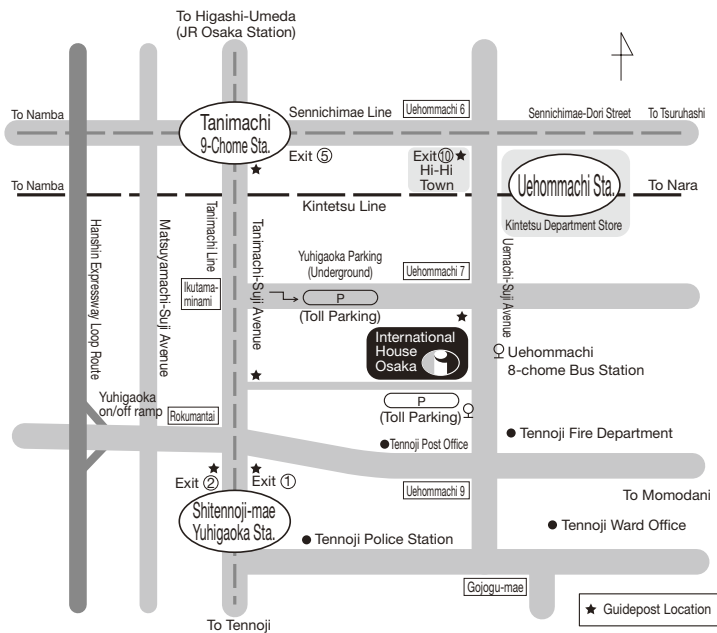 To Higashi-Umeda
(JR Osaka Station)
To Namba
Tanimachi
9-Chome Sta.
Sennichimae Line
Uehommachi 6
Sennichimae-Dori Street
To Tsuruhashi
Exit ⑤
Exit⑩
Hi-Hi
Town
Uehommachi Sta.
To Namba
Kintetsu Line
To Nara
Kintetsu Department Store
Hanshin Expressway Loop Route
Matsuyamachi-Suji Avenue
Tanimachi Line
Tanimachi-Suji Avenue
Uemachi-Suji Avenue
Ikutama-
minami
Yuhigaoka Parking
(Underground)
P
(Toll Parking)
Uehommachi 7
International
House
Osaka
Uehommachi
8-chome Bus Station
Yuhigaoka
on/off ramp
Rokumantai
P
(Toll Parking)
Tennoji Post Office
Tennoji Fire Department
Exit ②
Exit ①
Uehommachi 9
To Momodani
Shitennoji-mae
Yuhigaoka Sta.
Tennoji Police Station
Tennoji Ward Office
Gojogu-mae
To Tennoji
Guidepost Location